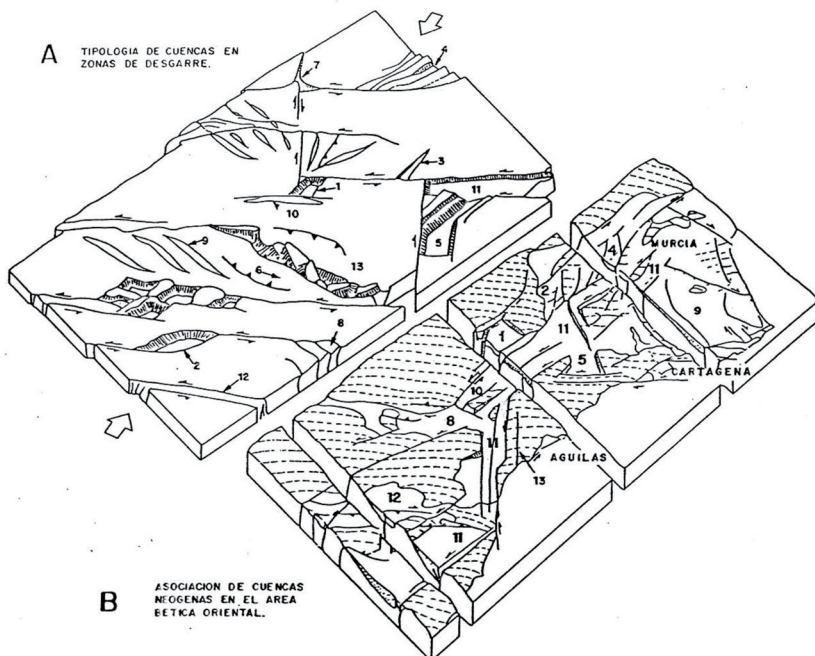 A
TIPOLOGIA DE CUENCAS EN
ZONAS DE DESGARRE.
4
7
3
1
11
10
5
9
13
6
8
2
12
MURCIA
4
11
2
9
11
1
5
CARTAGENA
10
8
11
AGUILAS
13
12
11
B
ASOCIACION DE CUENCAS
NEOGENAS EN EL AREA
BETICA ORIENTAL.